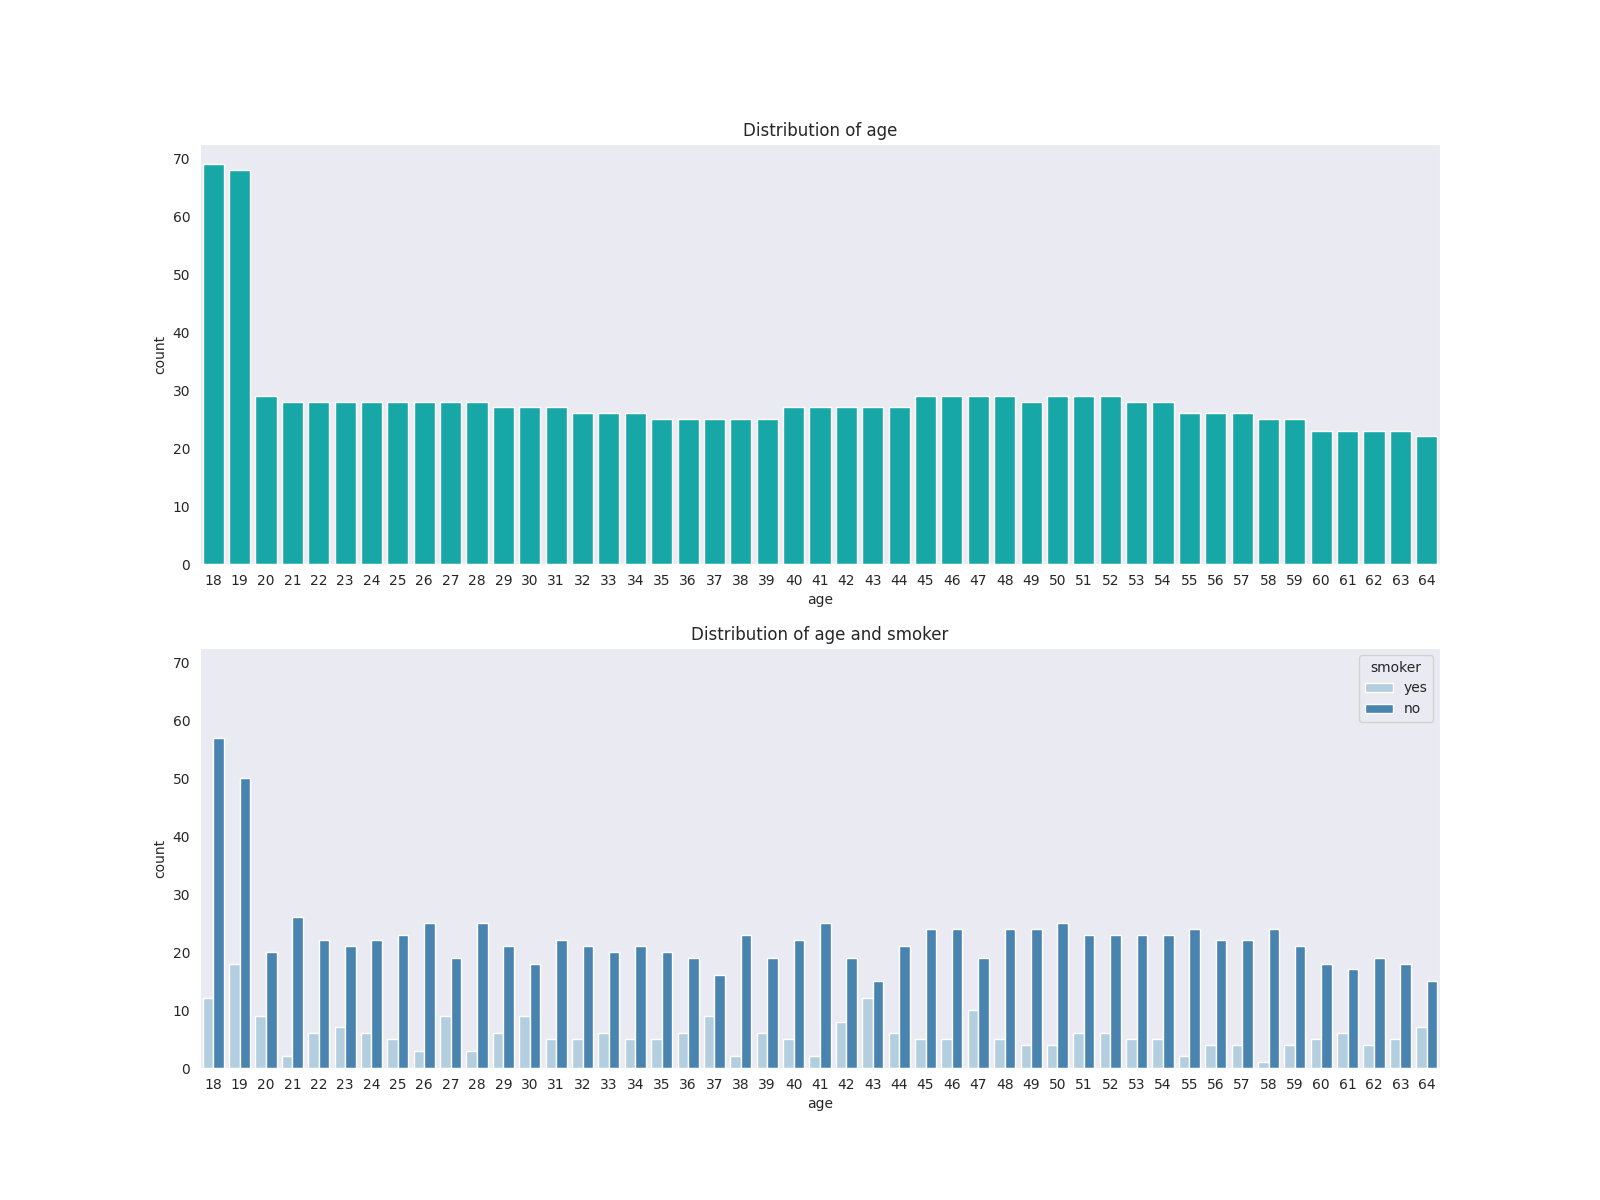 Distribution of age
70
60
50
40
30
20
10
0
count
18 19 20 21 22 23 24 25 26 27 28 29 30 31 32 33 34 35 36 37 38 39 40 41 42 43 44 45 46 47 48 49 50 51 52 53 54 55 56 57 58 59 60 61 62 63 64
age
Distribution of age and smoker
smoker
yes
no
70
60
50
40
30
20
10
0
count
18 19 20 21 22 23 24 25 26 27 28 29 30 31 32 33 34 35 36 37 38 39 40 41 42 43 44 45 46 47 48 49 50 51 52 53 54 55 56 57 58 59 60 61 62 63 64
age